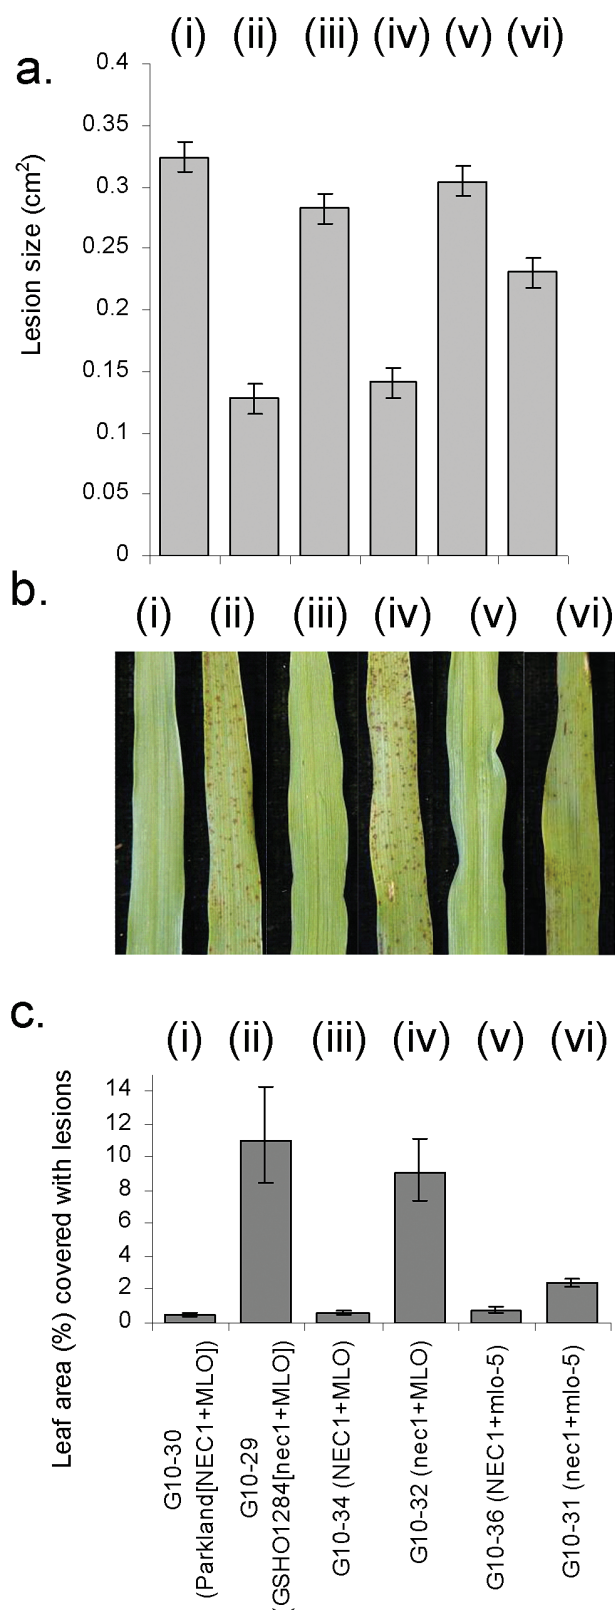 a.
(i) (ii) (iii) (iv) (v) (vi)
Lesion size (cm²)
0.4
0.35
0.3
0.25
0.2
0.15
0.1
0.05
0
b.
(i) (ii) (iii) (iv) (v) (vi)
c.
(i) (ii) (iii) (iv) (v) (vi)
Leaf area (%) covered with lesions
14
12
10
8
6
4
2
0
G10-30
(Parkland[NEC1+MLO])
G10-29
(GSHO1284[nec1+MLO])
G10-34 (NEC1+MLO)
G10-32 (nec1+MLO)
G10-36 (NEC1+mlo-5)
G10-31 (nec1+mlo-5)